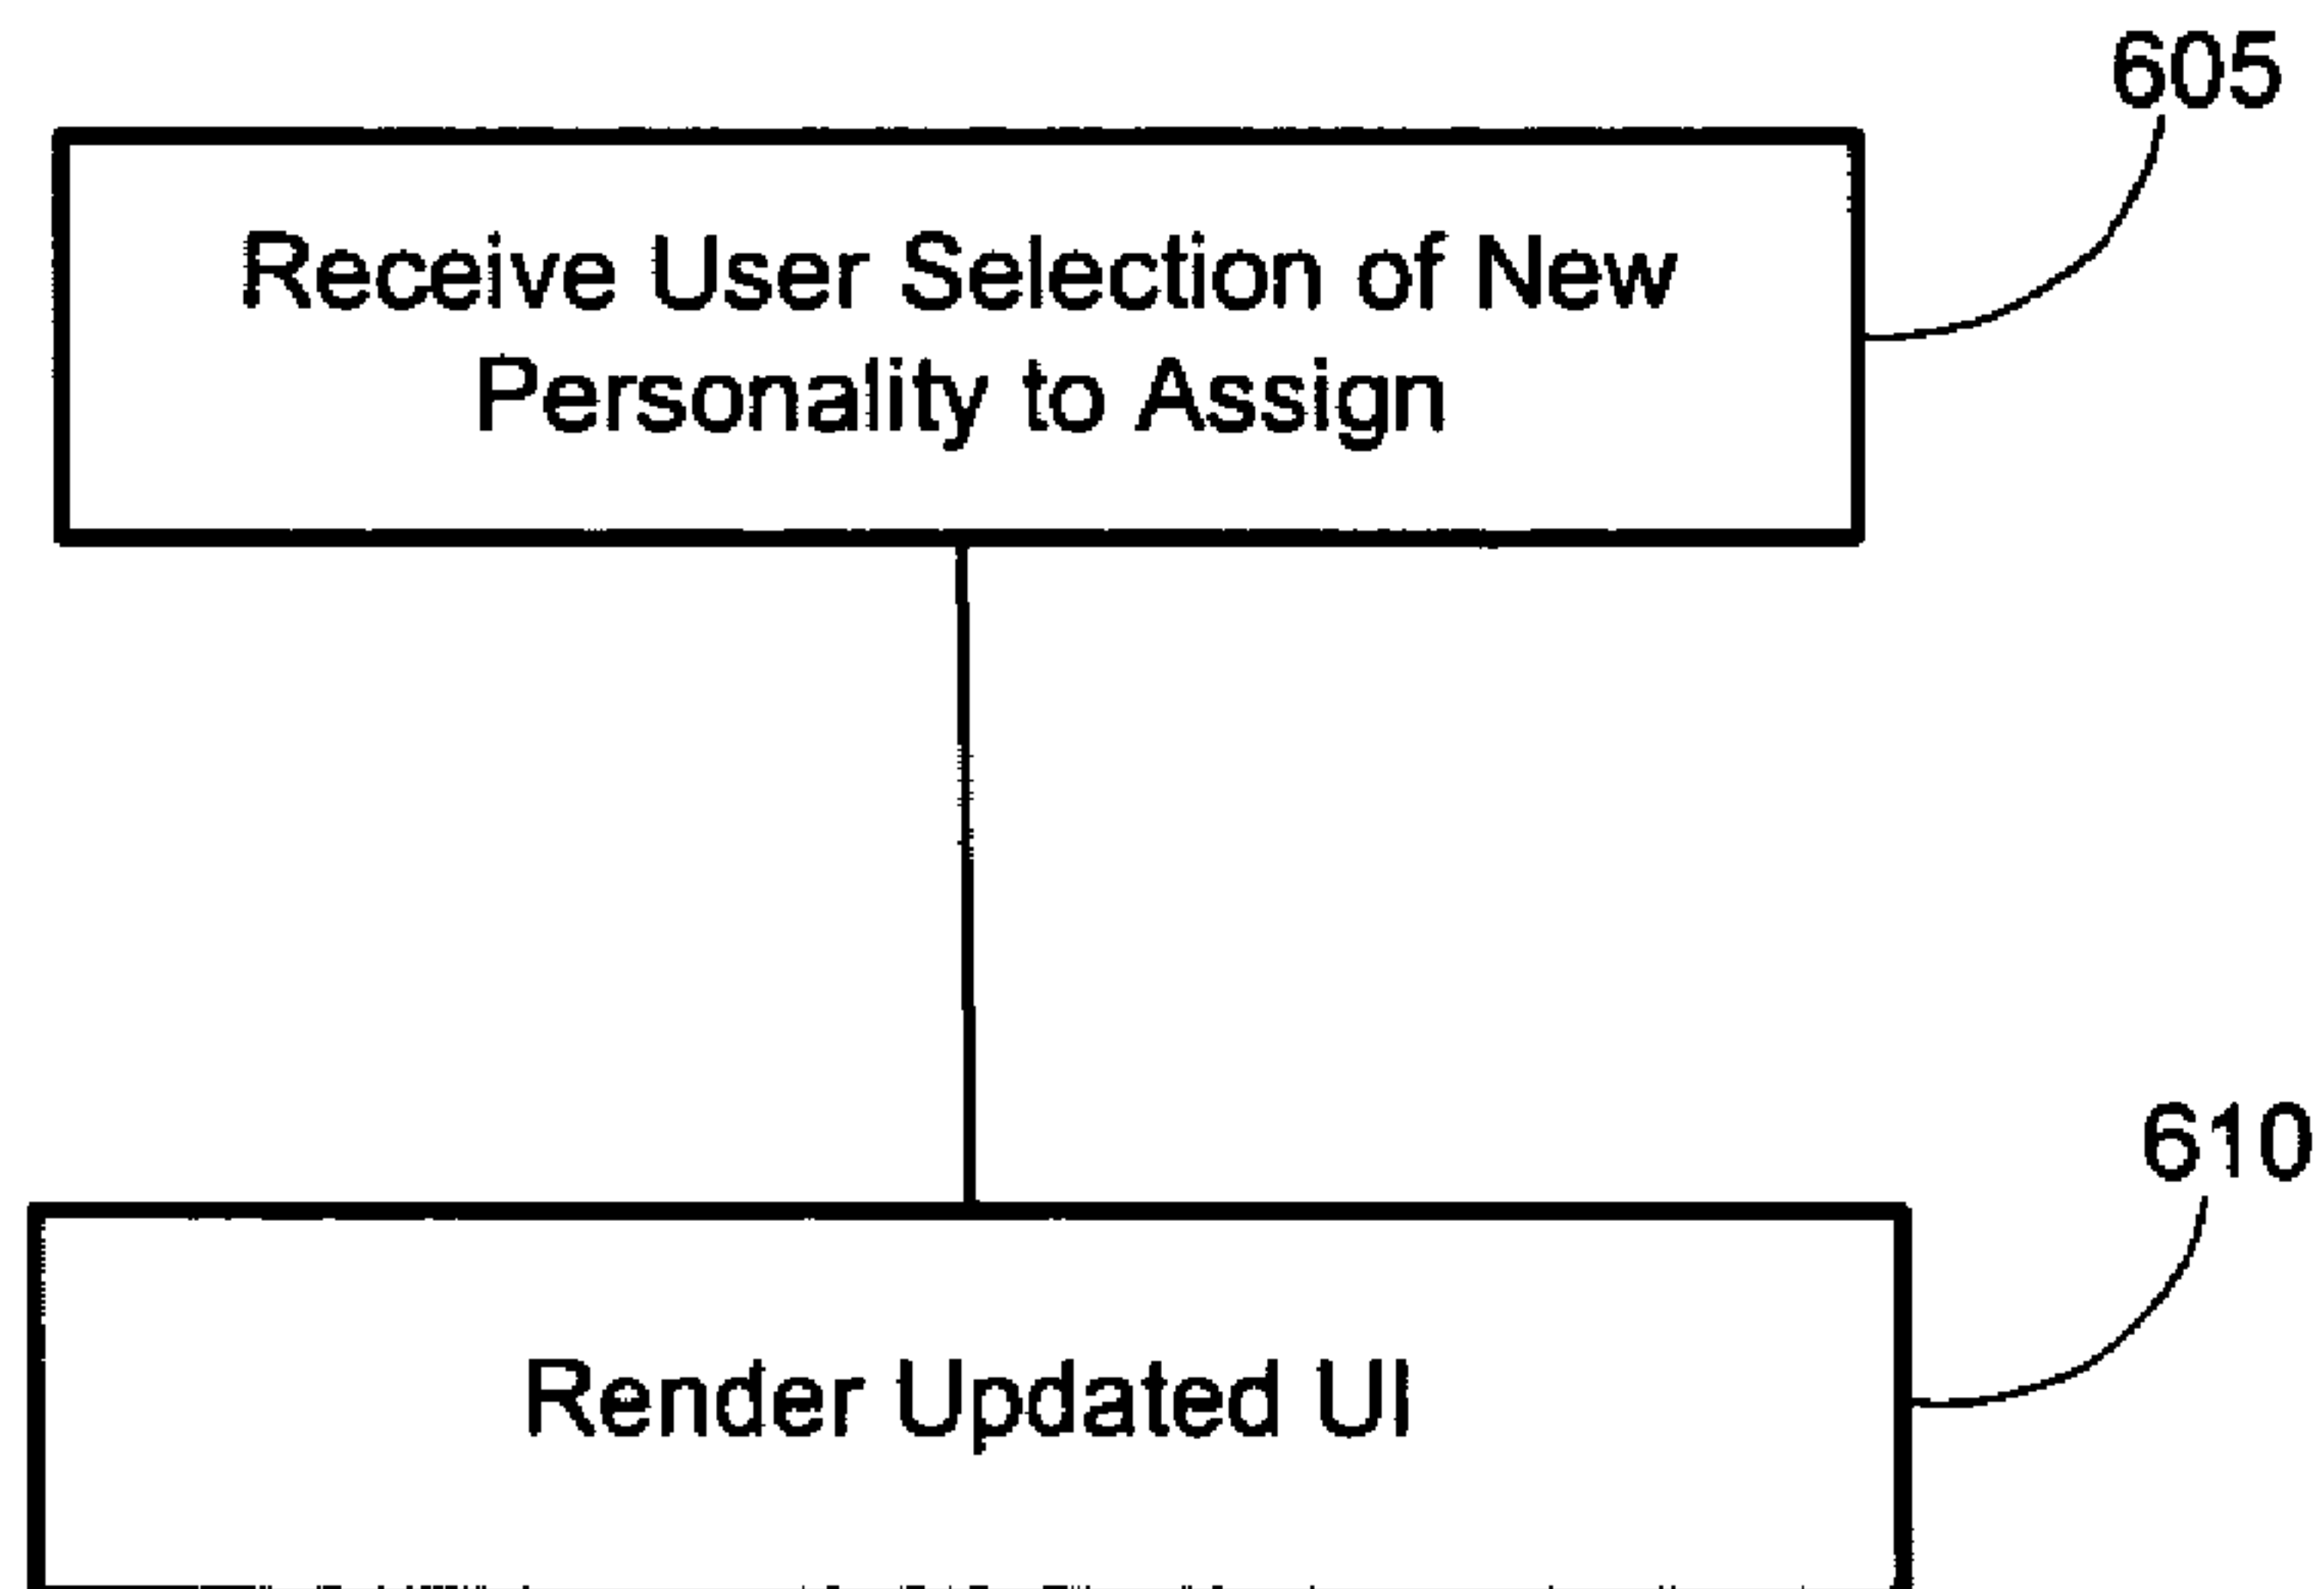 605
Receive User Selection of New
Personality to Assign
610
Render Updated UI